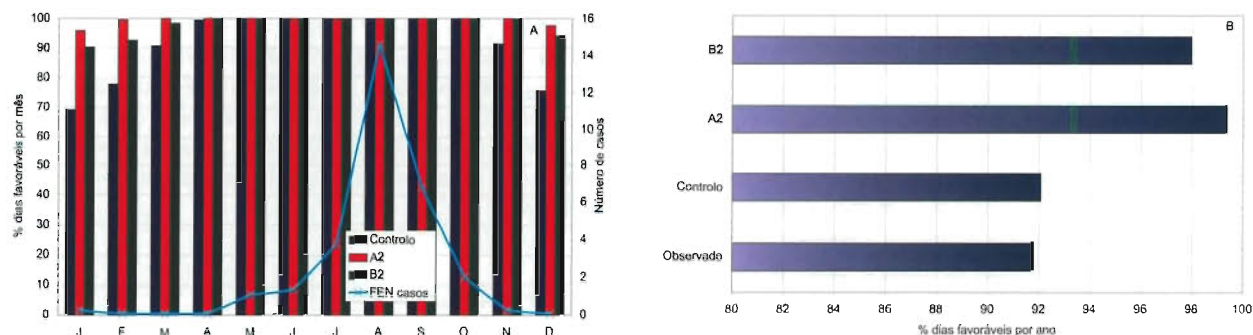 A
% días favoráveis por mês
100
90
80
70
60
50
40
30
20
10
0
Número de casos
16
14
12
10
8
6
4
2
0
Controlo
A2
B2
FEN casos
J F M A M J J A S O N D
B
B2
A2
Controlo
Observado
80 82 84 86 88 90 92 94 96 98 100
% días favoráveis por ano